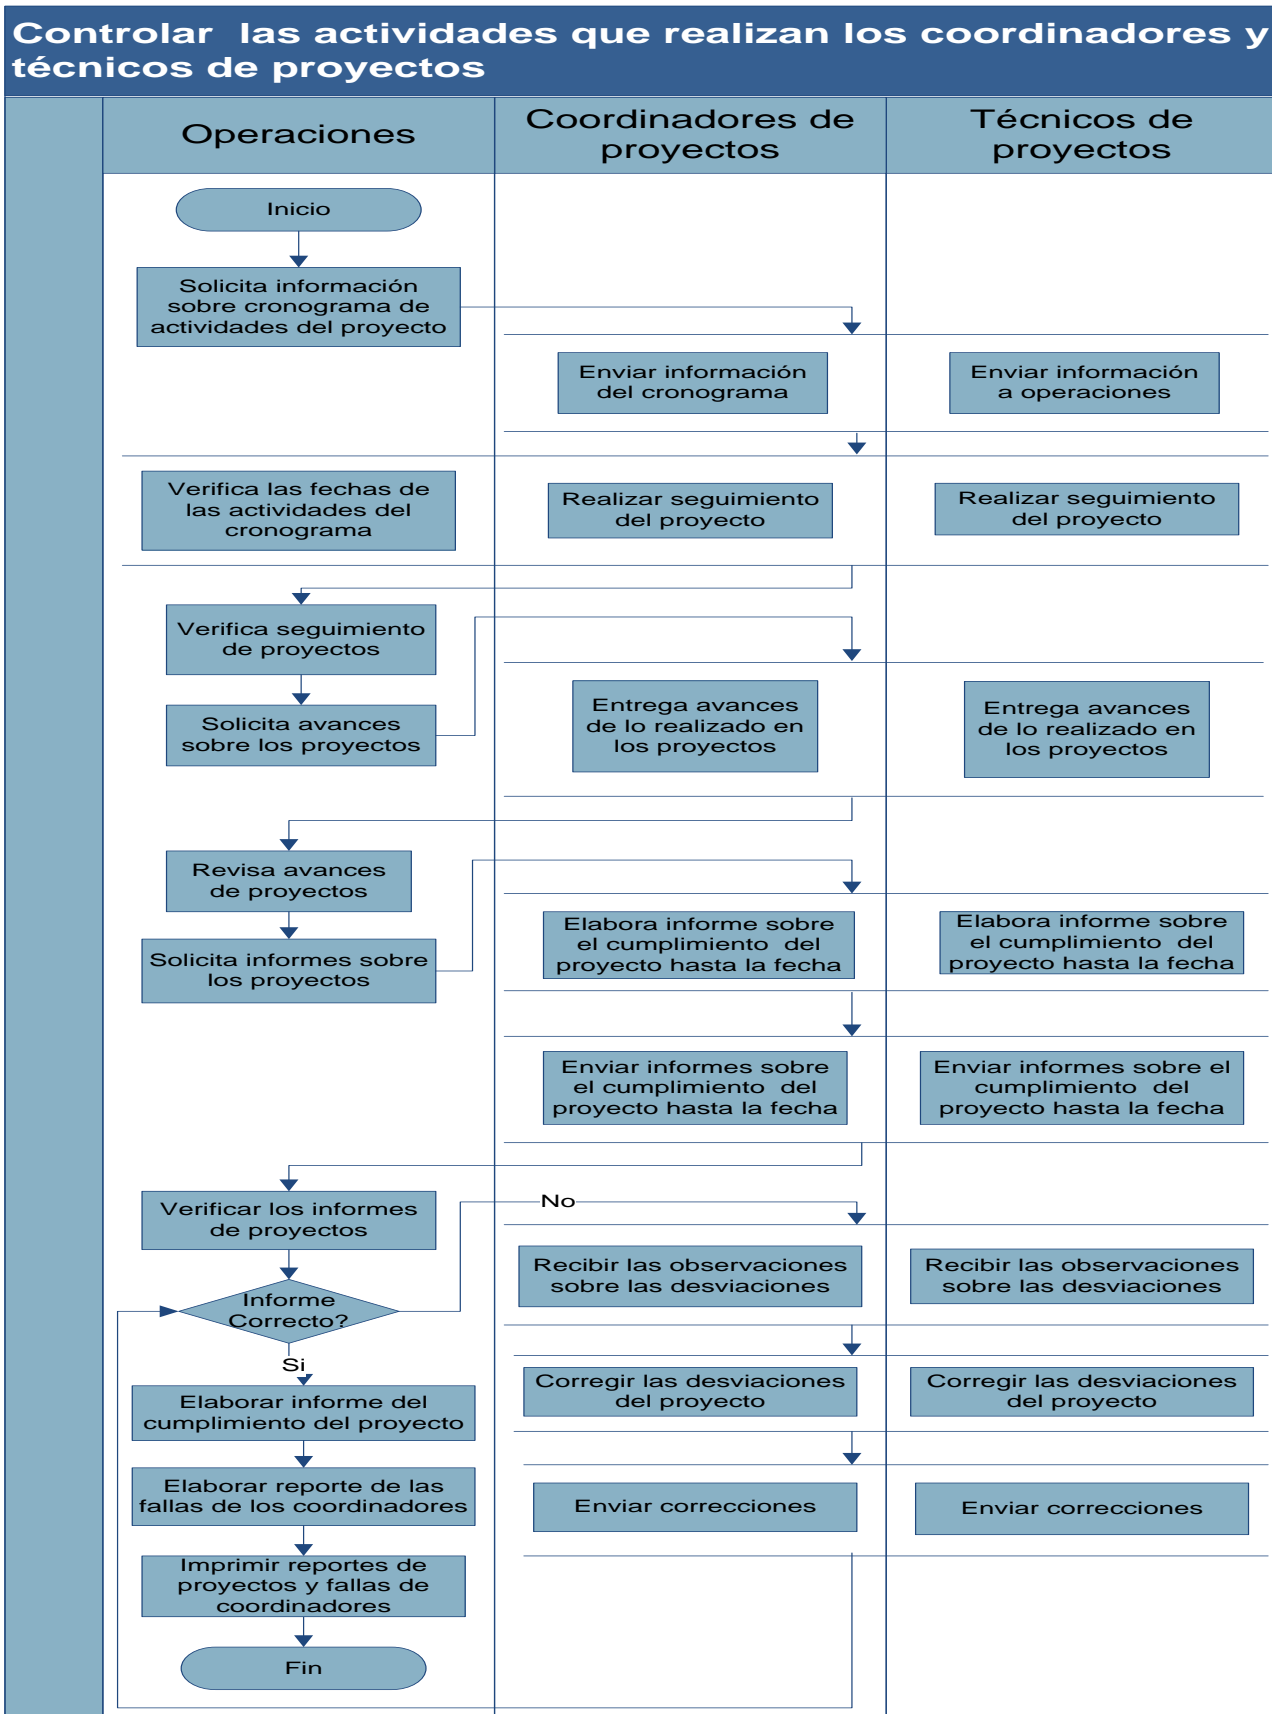 Controlar  las actividades que realizan los coordinadores y
técnicos de proyectos
Operaciones
Coordinadores de
proyectos
Técnicos de
proyectos
Inicio
Solicita información
sobre cronograma de
actividades del proyecto
Enviar información
del cronograma
Enviar información
a operaciones
Verifica las fechas de
las actividades del
cronograma
Realizar seguimiento
del proyecto
Realizar seguimiento
del proyecto
Verifica seguimiento
de proyectos
Solicita avances
sobre los proyectos
Entrega avances
de lo realizado en
los proyectos
Entrega avances
de lo realizado en
los proyectos
Revisa avances
de proyectos
Solicita informes sobre
los proyectos
Elabora informe sobre
el cumplimiento  del
proyecto hasta la fecha
Elabora informe sobre
el cumplimiento  del
proyecto hasta la fecha
Enviar informes sobre
el cumplimiento  del
proyecto hasta la fecha
Enviar informes sobre el
cumplimiento  del
proyecto hasta la fecha
Verificar los informes
de proyectos
No
Recibir las observaciones
sobre las desviaciones
Recibir las observaciones
sobre las desviaciones
Informe
Correcto?
Si
Corregir las desviaciones
del proyecto
Corregir las desviaciones
del proyecto
Elaborar informe del
cumplimiento del proyecto
Elaborar reporte de las
fallas de los coordinadores
Enviar correcciones
Enviar correcciones
Imprimir reportes de
proyectos y fallas de
coordinadores
Fin